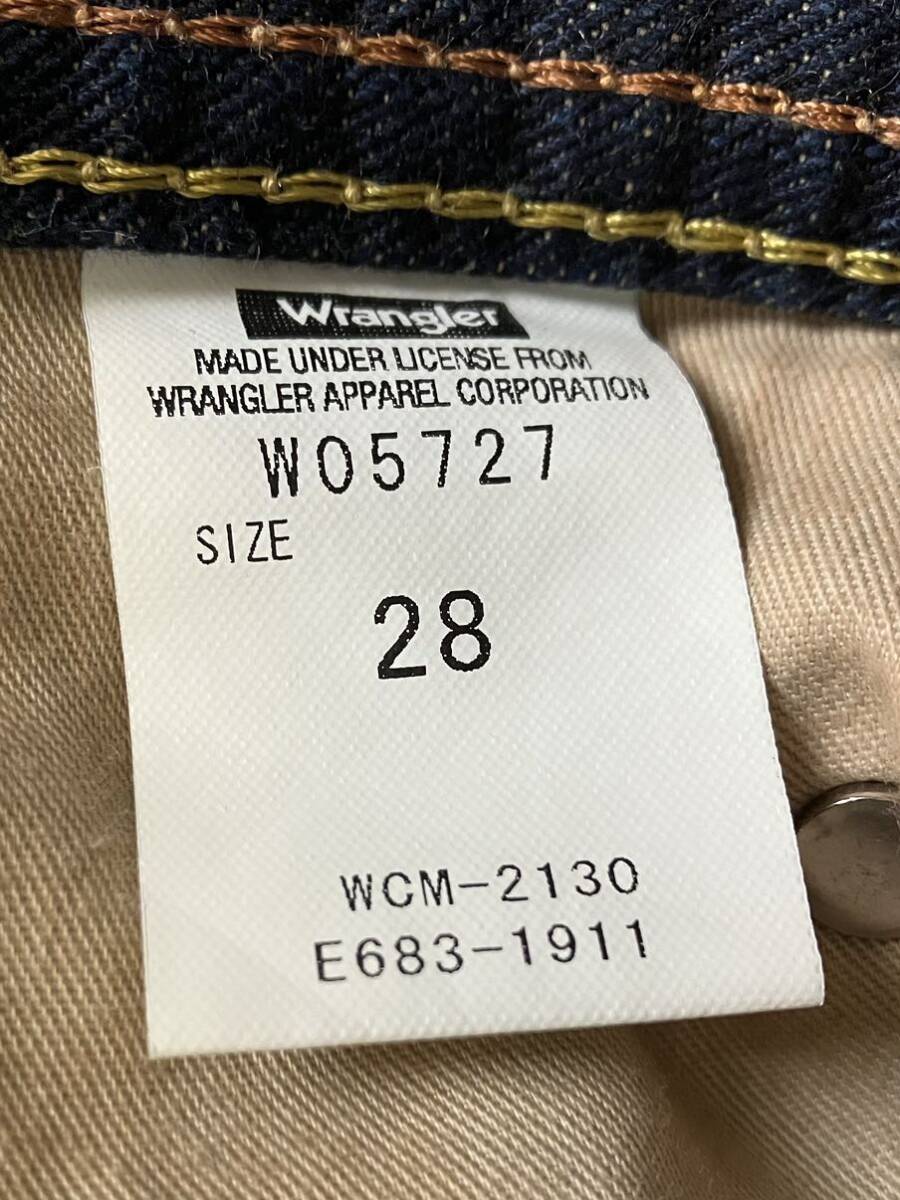 Wrangler
MADE UNDER LICENSE FROM
WRANGLER APPAREL CORPORATION
W05727
SIZE
28
WCM-2130
E683-1911